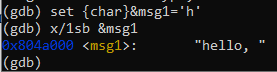 (gdb) set {char}&msg1='h'
(gdb) x/1sb &msg1
0x804a000 <msg1>:        "hello, "
(gdb)